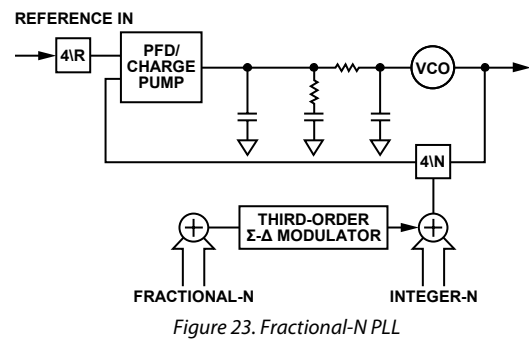 REFERENCE IN
4\R
PFD/
CHARGE
PUMP
VCO
4\N
THIRD-ORDER
Σ-Δ MODULATOR
FRACTIONAL-N
INTEGER-N
Figure 23. Fractional-N PLL